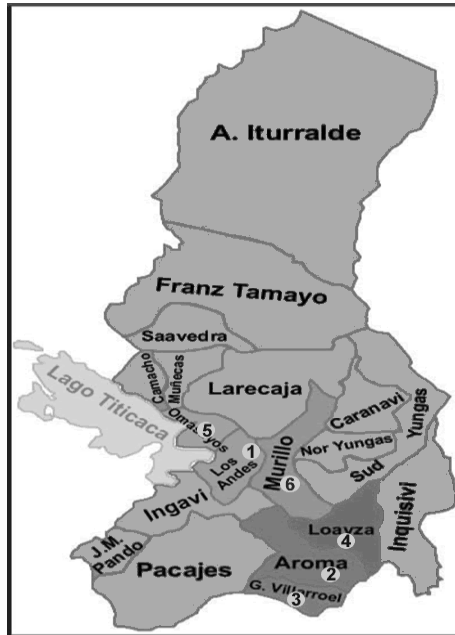 A. Iturralde
Franz Tamayo
Saavedra
Camacho
Muñecas
Larecaja
Lago Titicaca
Omasuyos
5
Los
Andes
1
Murillo
6
Caranavi
Nor Yungas
Sud
Yungas
Ingavi
Inquisivi
Loayza
4
J.M.
Pando
Pacajes
Aroma
2
G. Villarroel
3